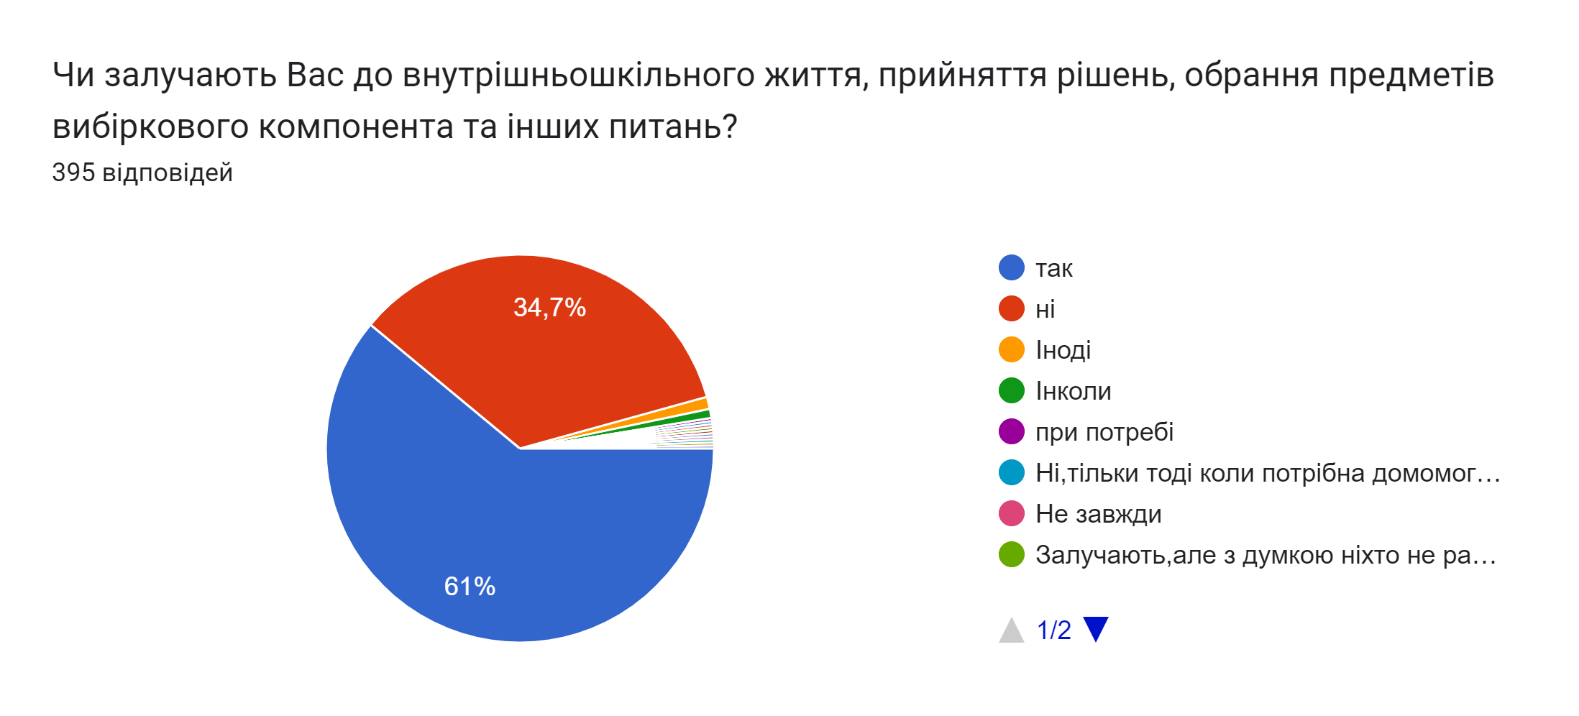 Чи залучають Вас до внутрішньошкільного життя, прийняття рішень, обрання предметів
вибіркового компонента та інших питань?
395 відповідей
34,7%
61%
так
ні
Іноді
Інколи
при потребі
Ні,тільки тоді коли потрібна домомог…
Не завжди
Залучають,але з думкою ніхто не ра…
1/2